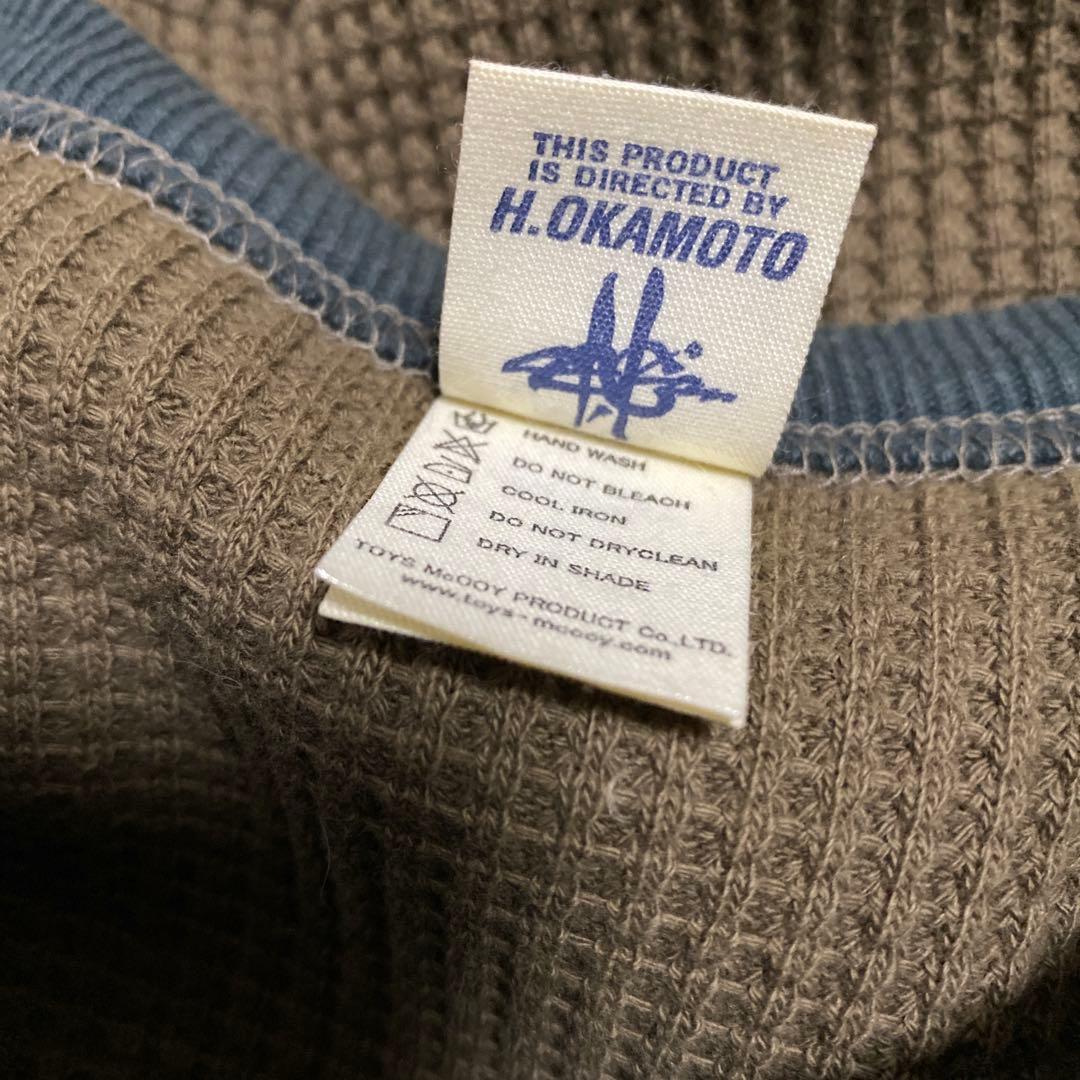 THIS PRODUCT
IS DIRECTED BY
H.OKAMOTO
HAND WASH
DO NOT BLEACH
COOL IRON
DO NOT DRYCLEAN
DRY IN SHADE
TOYS McCOY PRODUCT Co.,LTD.
www.toys-mccoy.com